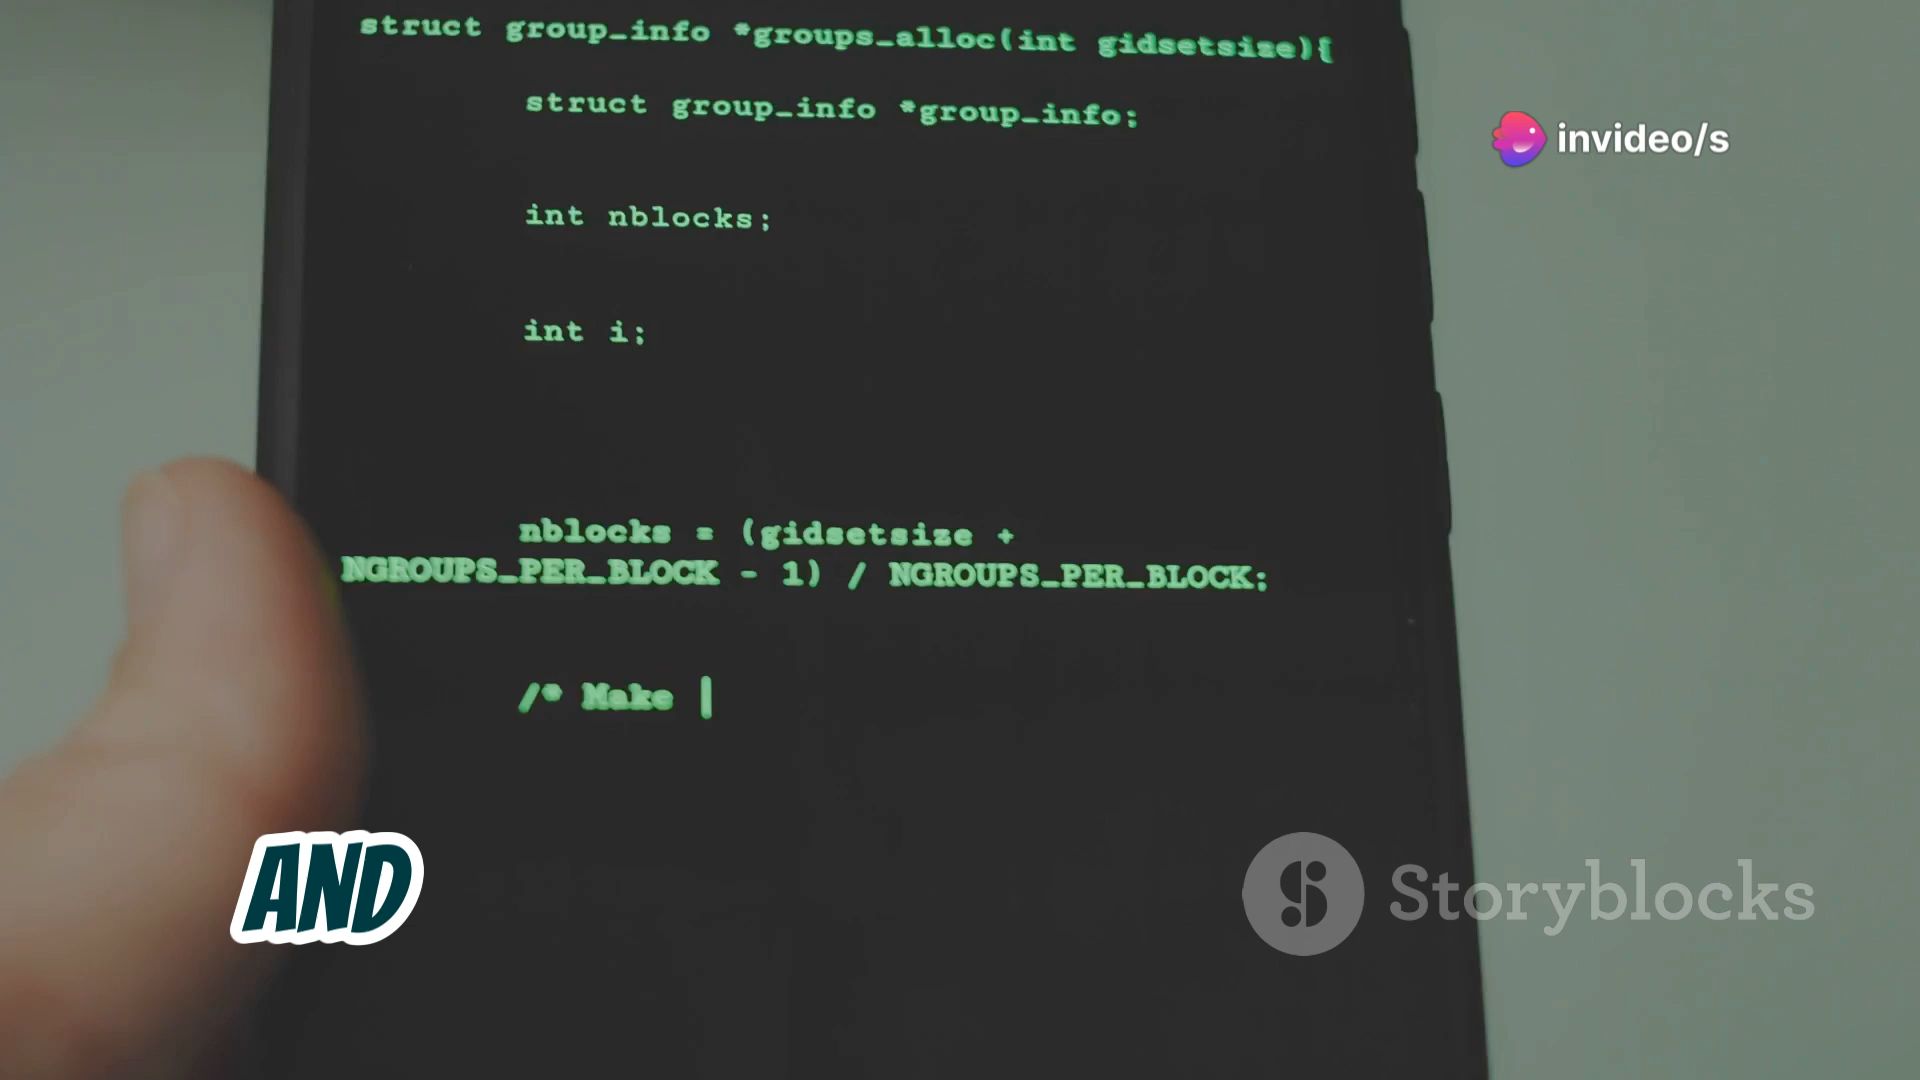 struct group_info *groups_alloc(int gidsetsize){
struct group_info *group_info;
invideo/s
int nblocks;
int i;
nblocks = (gidsetsize +
NGROUPS_PER_BLOCK - 1) / NGROUPS_PER_BLOCK;
/* Make |
AND
Storyblocks